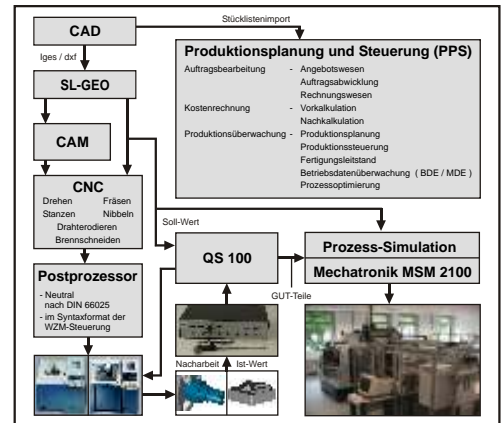 CAD
Stücklistenimport
Iges / dxf
Produktionsplanung und Steuerung (PPS)
Auftragsbearbeitung - Angebotswesen
Auftragsabwicklung
Rechnungswesen
Kostenrechnung - Vorkalkulation
Nachkalkulation
Produktionsüberwachung - Produktionsplanung
Produktionssteuerung
Fertigungsleitstand
Betriebsdatenüberwachung ( BDE / MDE )
Prozessoptimierung
SL-GEO
CAM
CNC
Drehen Fräsen
Stanzen Nibbeln
Drahterodieren
Brennschneiden
Soll-Wert
QS 100
Prozess-Simulation
Mechatronik MSM 2100
GUT-Teile
Postprozessor
- Neutral
nach DIN 66025
- im Syntaxformat der
WZM-Steuerung
Nacharbeit Ist-Wert